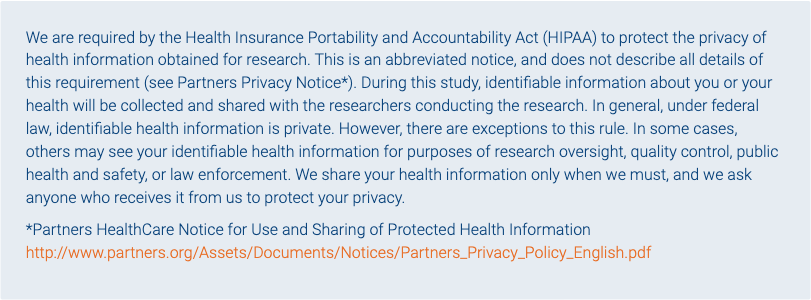 We are required by the Health Insurance Portability and Accountability Act (HIPAA) to protect the privacy of
health information obtained for research. This is an abbreviated notice, and does not describe all details of
this requirement (see Partners Privacy Notice*). During this study, identifiable information about you or your
health will be collected and shared with the researchers conducting the research. In general, under federal
law, identifiable health information is private. However, there are exceptions to this rule. In some cases,
others may see your identifiable health information for purposes of research oversight, quality control, public
health and safety, or law enforcement. We share your health information only when we must, and we ask
anyone who receives it from us to protect your privacy.
*Partners HealthCare Notice for Use and Sharing of Protected Health Information
http://www.partners.org/Assets/Documents/Notices/Partners_Privacy_Policy_English.pdf